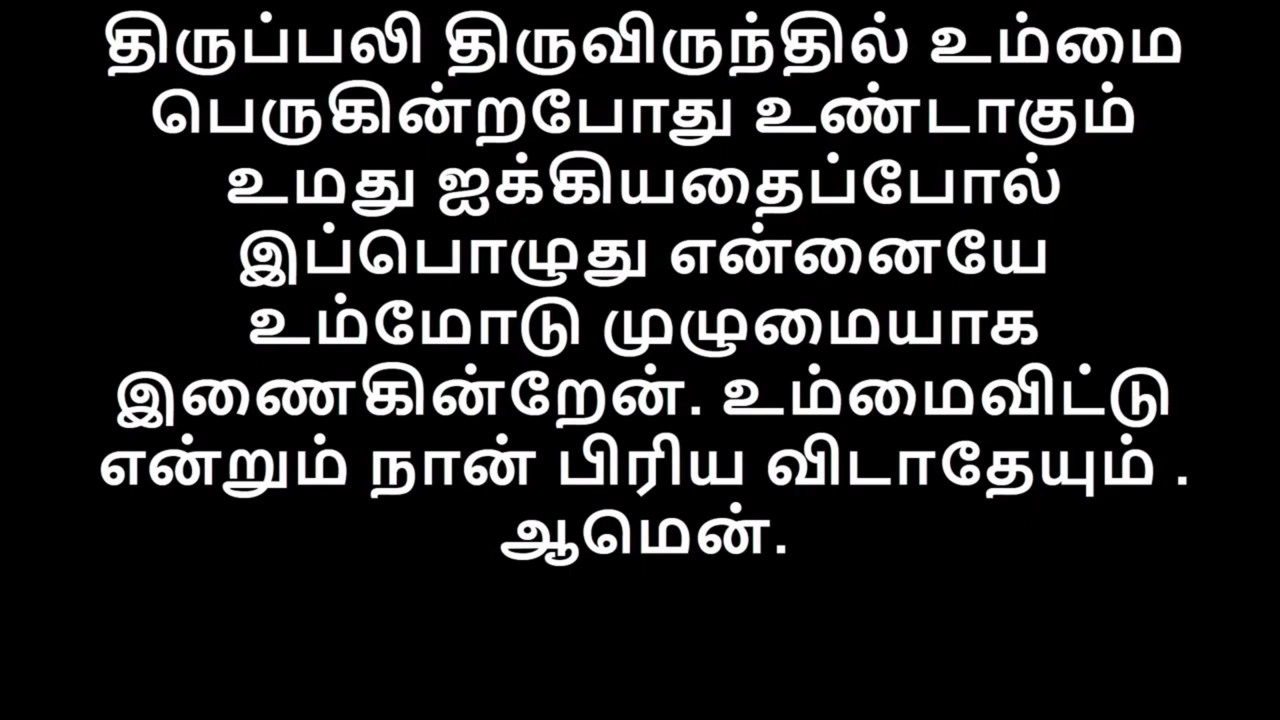 திருப்பலி திருவிருந்தில் உம்மை
பெருகின்றபோது உண்டாகும்
உமது ஐக்கியதைப்போல்
இப்பொழுது என்னையே
உம்மோடு முழுமையாக
இணைகின்றேன். உம்மைவிட்டு
என்றும் நான் பிரிய விடாதேயும் .
ஆமென்.